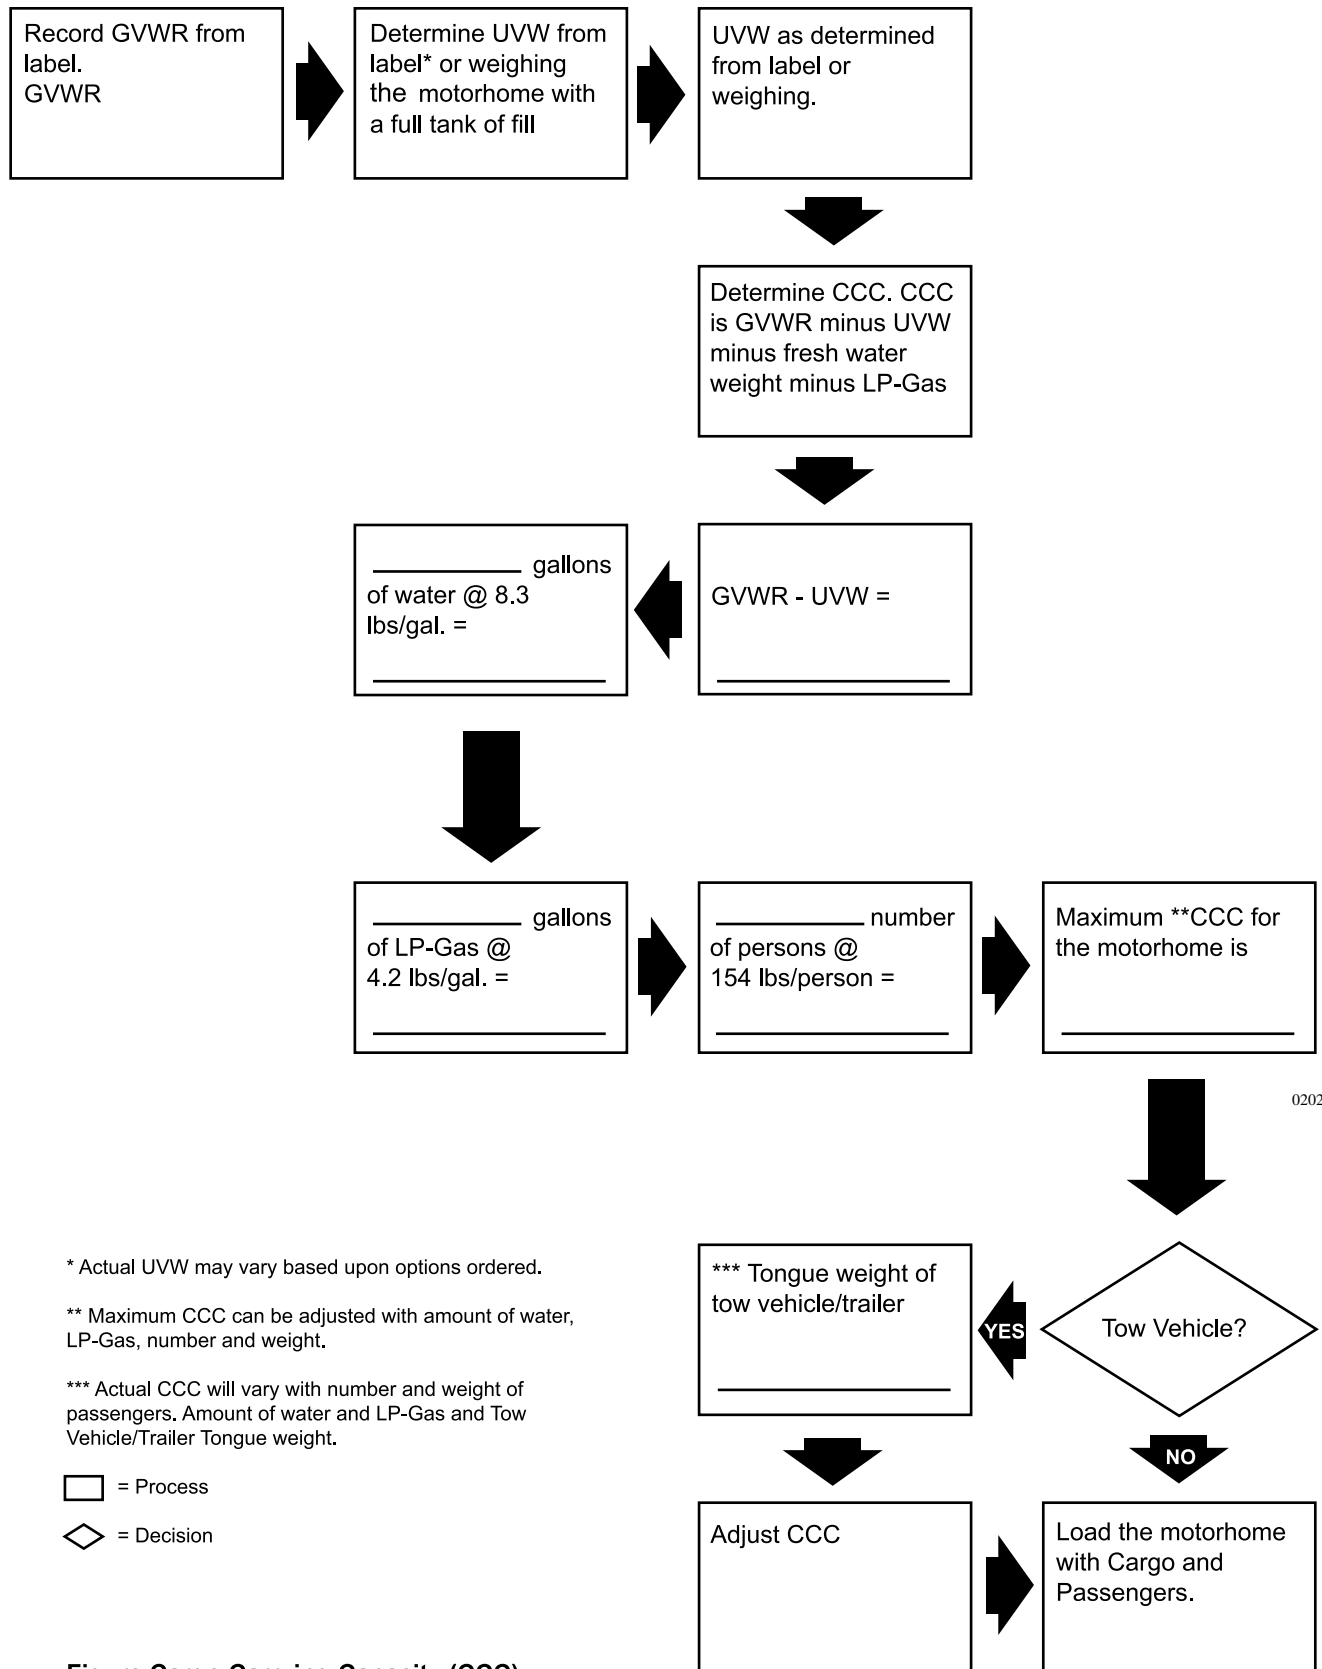 Record GVWR from
label.
GVWR
Determine UVW from
label* or weighing
the motorhome with
a full tank of fill
UVW as determined
from label or
weighing.
Determine CCC. CCC
is GVWR minus UVW
minus fresh water
weight minus LP-Gas
GVWR - UVW =
gallons
of water @ 8.3
lbs/gal. =
gallons
of LP-Gas @
4.2 lbs/gal. =
number
of persons @
154 lbs/person =
Maximum **CCC for
the motorhome is
0202
Tow Vehicle?
YES
*** Tongue weight of
tow vehicle/trailer
NO
Adjust CCC
Load the motorhome
with Cargo and
Passengers.
* Actual UVW may vary based upon options ordered.
** Maximum CCC can be adjusted with amount of water,
LP-Gas, number and weight.
*** Actual CCC will vary with number and weight of
passengers. Amount of water and LP-Gas and Tow
Vehicle/Trailer Tongue weight.
= Process
= Decision
Figure Cargo Carrying Capacity (CCC)